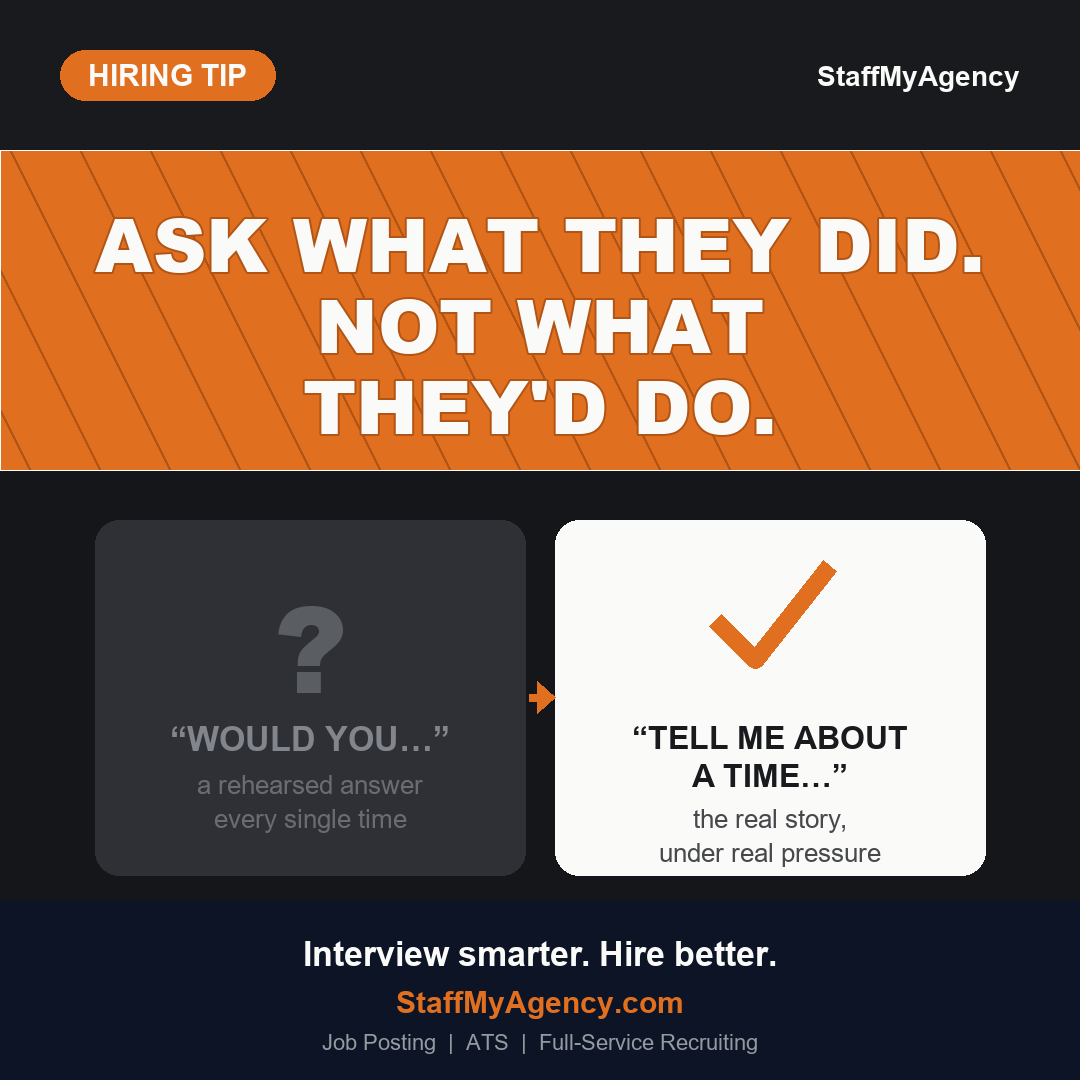 HIRING TIP
StaffMyAgency
ASK WHAT THEY DID.
NOT WHAT
THEY'D DO.
?
“WOULD YOU…”
a rehearsed answer
every single time
“TELL ME ABOUT
A TIME…”
the real story,
under real pressure
Interview smarter. Hire better.
StaffMyAgency.com
Job Posting | ATS | Full-Service Recruiting